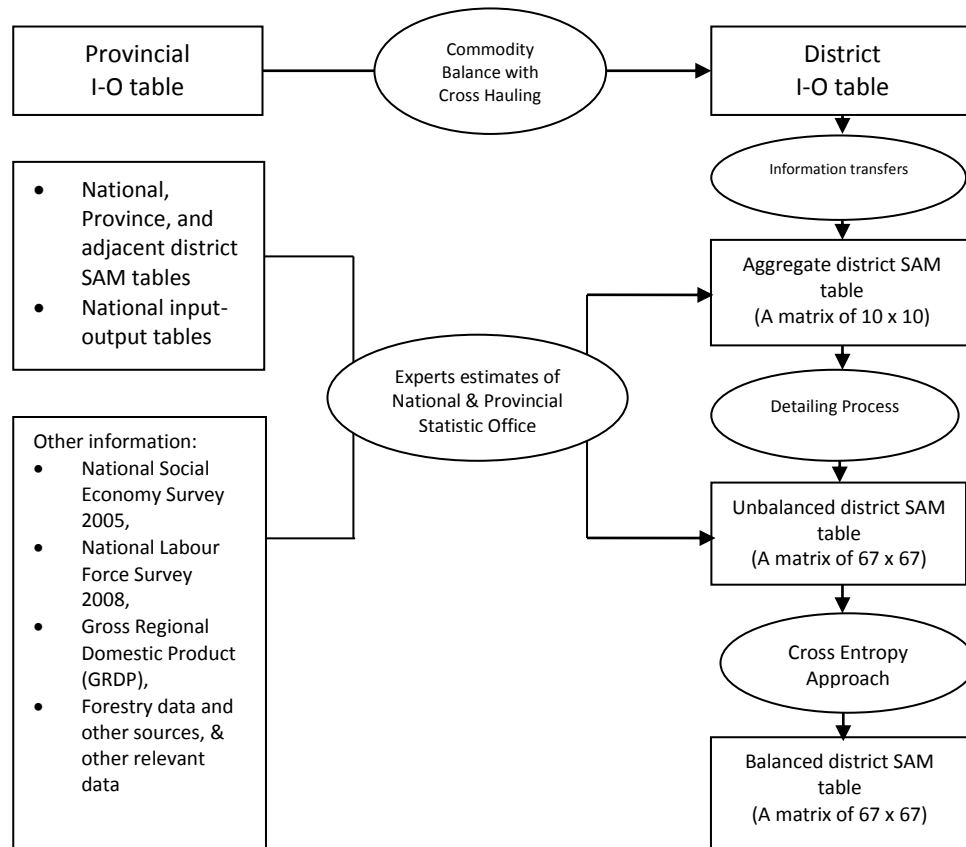 Provincial
I-O table
Commodity
Balance with
Cross Hauling
District
I-O table
Information transfers
• National,
Province, and
adjacent district
SAM tables
• National input-
output tables
Aggregate district SAM
table
(A matrix of 10 x 10)
Experts estimates of
National & Provincial
Statistic Office
Detailing Process
Other information:
• National Social
Economy Survey
2005,
• National Labour
Force Survey
2008,
• Gross Regional
Domestic Product
(GRDP),
• Forestry data and
other sources, &
other relevant
data
Unbalanced district SAM
table
(A matrix of 67 x 67)
Cross Entropy
Approach
Balanced district SAM
table
(A matrix of 67 x 67)